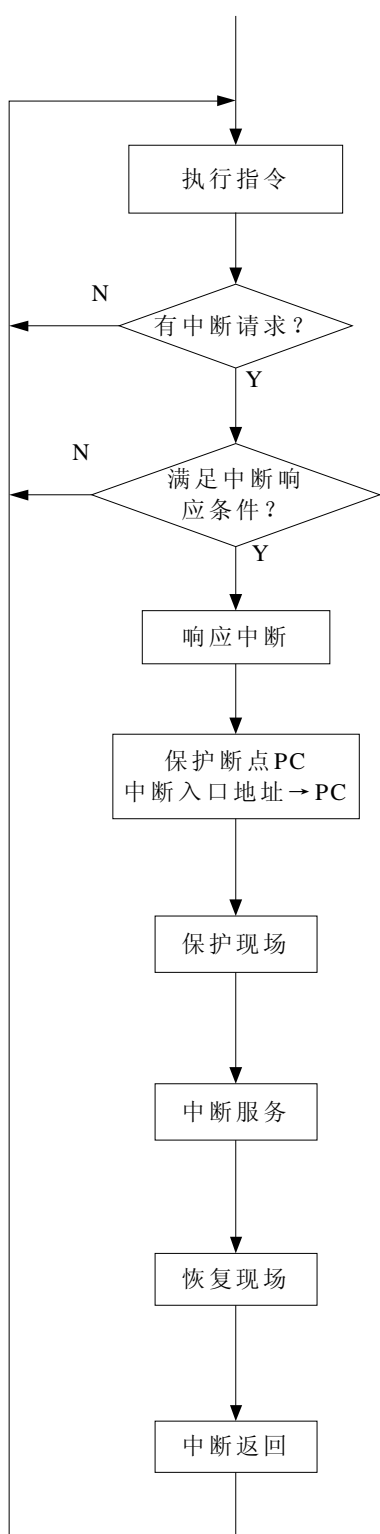 执行指令
N
有中断请求？
Y
N
满足中断响
应条件？
Y
响应中断
保护断点PC
中断入口地址→PC
保护现场
中断服务
恢复现场
中断返回